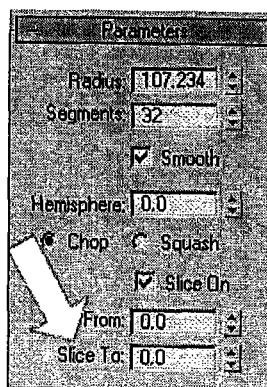 Parameters
Radius: 107.234
Segments: 32
Smooth
Hemisphere: 0.0
Chop Squash
Slice On
From: 0.0
Slice To: 0.0